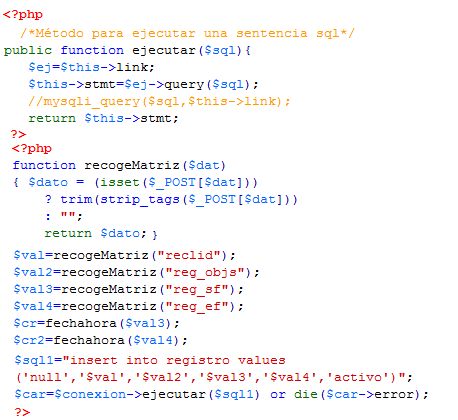 <?php
/*Método para ejecutar una sentencia sql*/
public function ejecutar($sql){
$ej=$this->link;
$this->stmt=$ej->query($sql);
//mysqli_query($sql,$this->link);
return $this->stmt;
?>
<?php
function recogeMatriz($dat)
{ $dato = (isset($_POST[$dat]))
? trim(strip_tags($_POST[$dat]))
: "";
return $dato; }
$val=recogeMatriz("reclid");
$val2=recogeMatriz("reg_objs");
$val3=recogeMatriz("reg_sf");
$val4=recogeMatriz("reg_ef");
$cr=fechahora($val3);
$cr2=fechahora($val4);
$sql1="insert into registro values
('null','$val','$val2','$val3','$val4','activo')";
$car=$conexion->ejecutar($sql1) or die($car->error);
?>